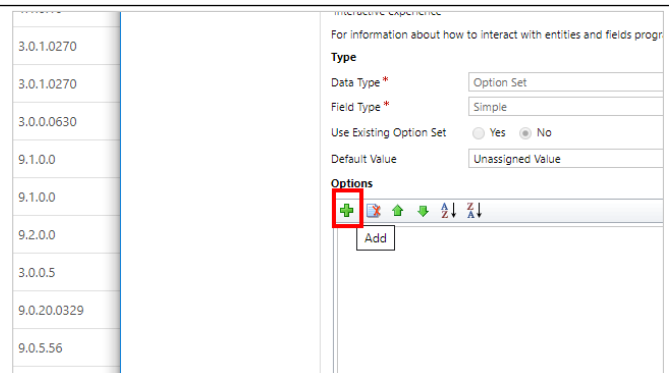 Interactive Experience
For information about how to interact with entities and fields progr
3.0.1.0270
Type
3.0.1.0270
Data Type *
Option Set
Field Type *
Simple
3.0.0.0630
Use Existing Option Set
Yes
No
9.1.0.0
Default Value
Unassigned Value
Options
9.1.0.0
A
Z
Z
A
9.2.0.0
Add
3.0.0.5
9.0.20.0329
9.0.5.56